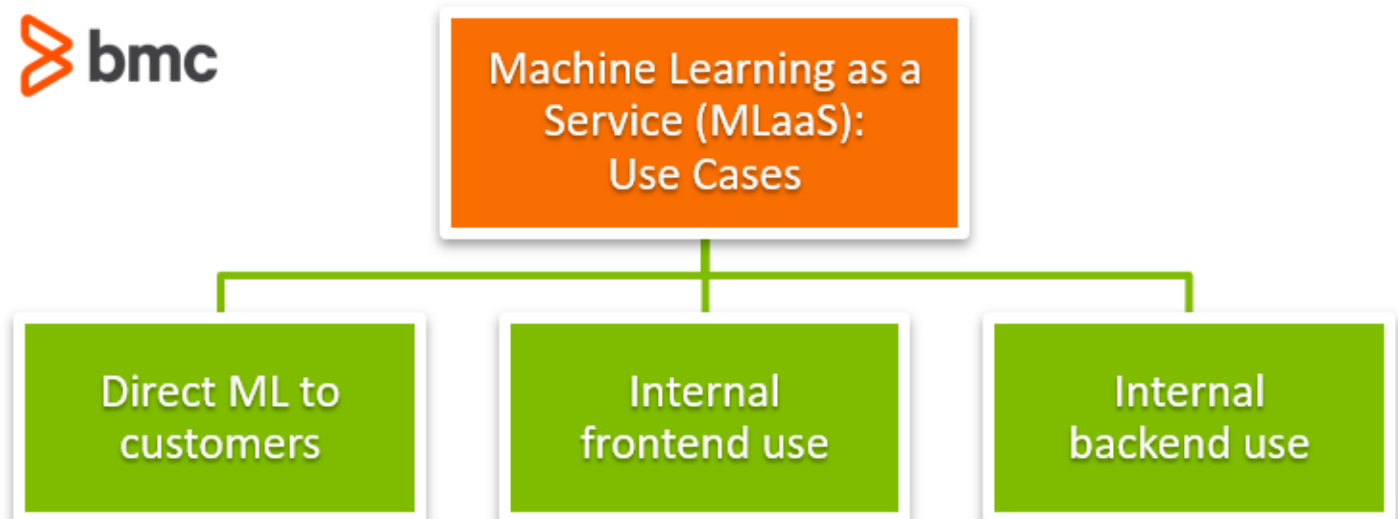 bmc
Machine Learning as a
Service (MLaaS):
Use Cases
Direct ML to
customers
Internal
frontend use
Internal
backend use